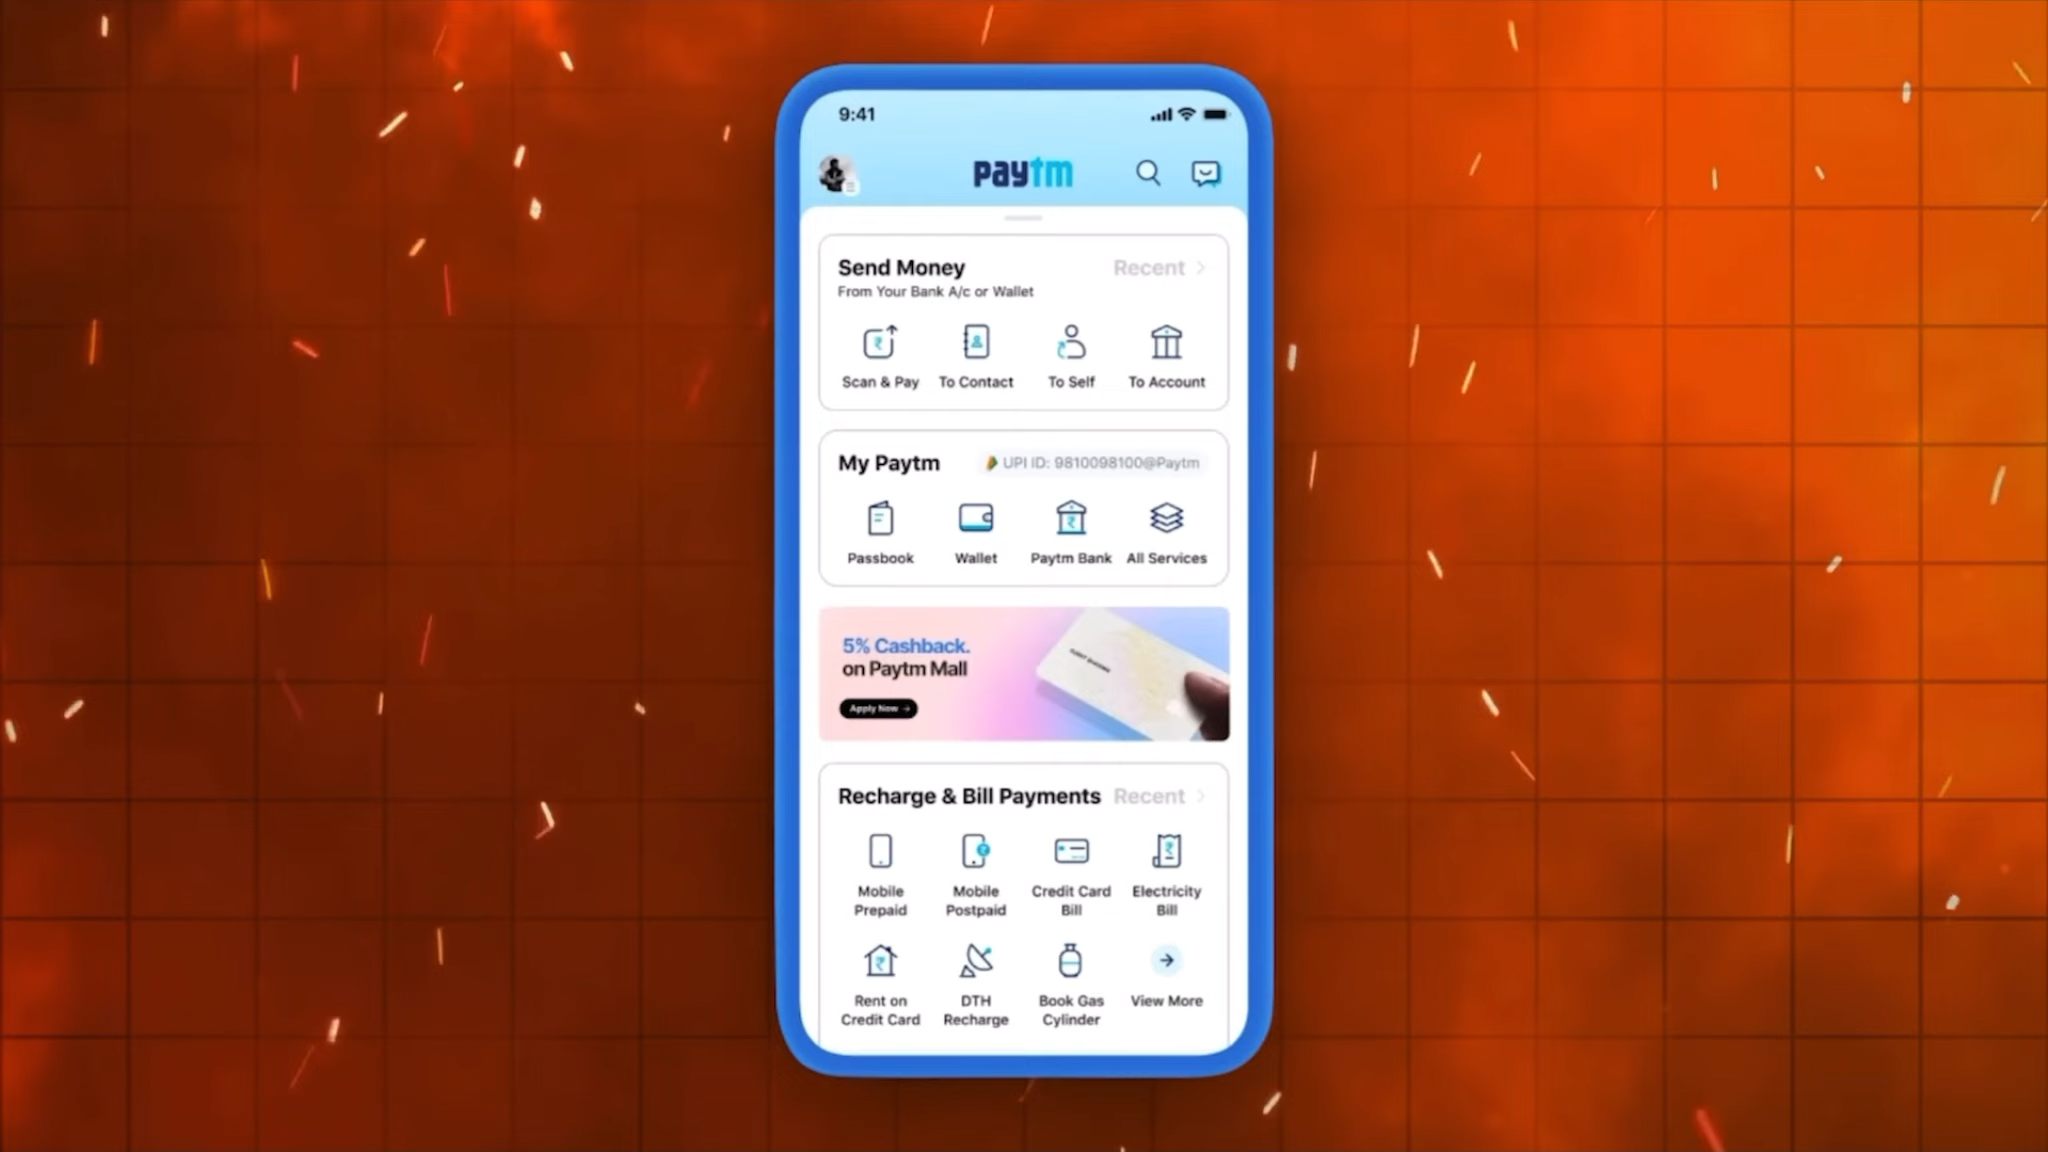 9:41
paytm
Send Money
Recent
From Your Bank A/c or Wallet
Scan & Pay
To Contact
To Self
To Account
My Paytm
UPI ID: 9810098100@Paytm
Passbook
Wallet
Paytm Bank
All Services
5% Cashback.
on Paytm Mall
Apply Now
Recharge & Bill Payments
Recent
Mobile
Prepaid
Mobile
Postpaid
Credit Card
Bill
Electricity
Bill
Rent on
Credit Card
DTH
Recharge
Book Gas
Cylinder
View More